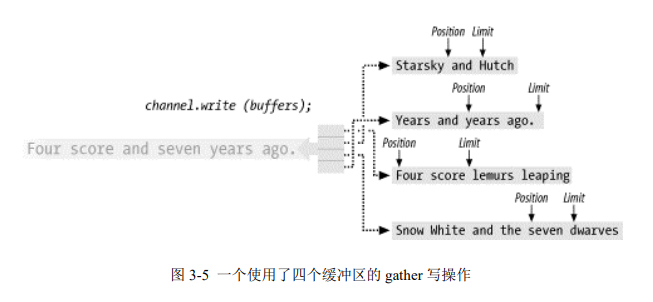 Position Limit
Starsky and Hutch
Position Limit
channel.write (buffers);
Years and years ago.
Position Limit
Four score and seven years ago.
Four score lemurs leaping
Position Limit
Snow White and the seven dwarves
图 3-5 一个使用了四个缓冲区的 gather 写操作